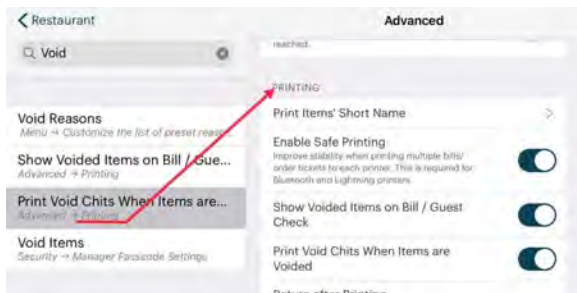 Restaurant
Advanced
Void
reached.
PRINTING
Print Items' Short Name
Void Reasons
Menu → Customize the list of preset reas...
Enable Safe Printing
Improve stability when printing multiple bills/
order tickets to each printer. This is required for
Bluetooth and Lightning printers.
Show Voided Items on Bill / Gue...
Advanced → Printing
Show Voided Items on Bill / Guest
Check
Print Void Chits When Items are...
Advanced → Printing
Print Void Chits When Items are
Voided
Void Items
Security → Manager Passcode Settings
Return after Printing